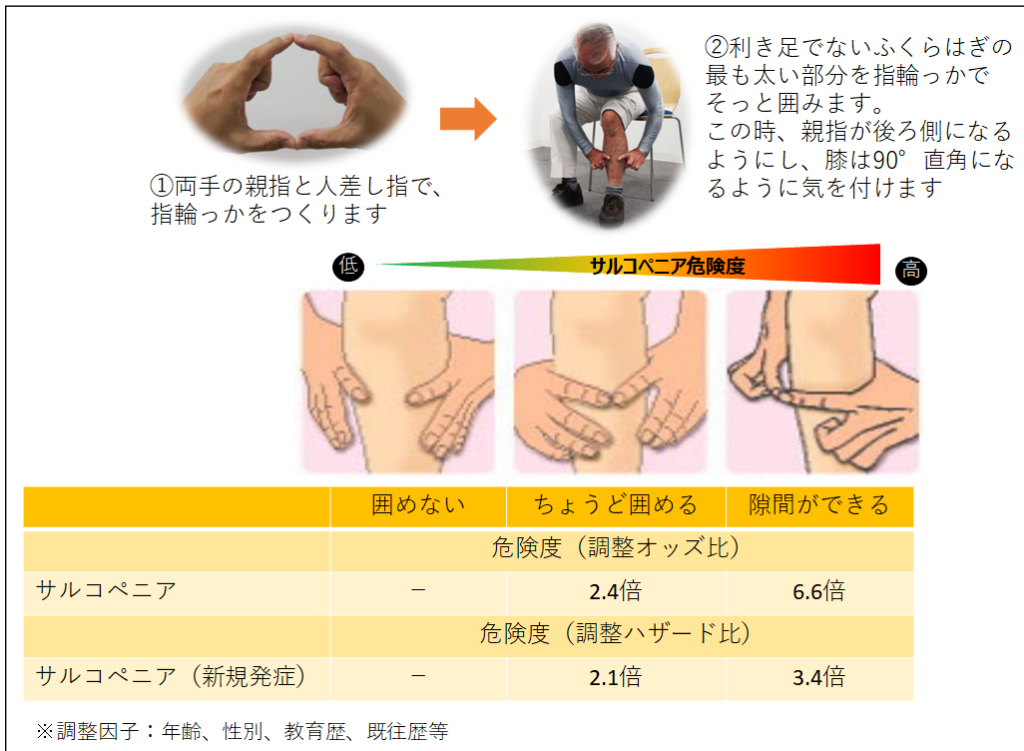 ①両手の親指と人差し指で、
指輪っかをつくります
②利き足でないふくらはぎの
最も太い部分を指輪っかで
そっと囲みます。
この時、親指が後ろ側になる
ようにし、膝は90°直角にな
るように気を付けます
低 サルコペニア危険度 高
囲めない ちょうど囲める 隙間ができる
危険度（調整オッズ比）
サルコペニア － 2.4倍 6.6倍
危険度（調整ハザード比）
サルコペニア（新規発症） － 2.1倍 3.4倍
※調整因子：年齢、性別、教育歴、既往歴等